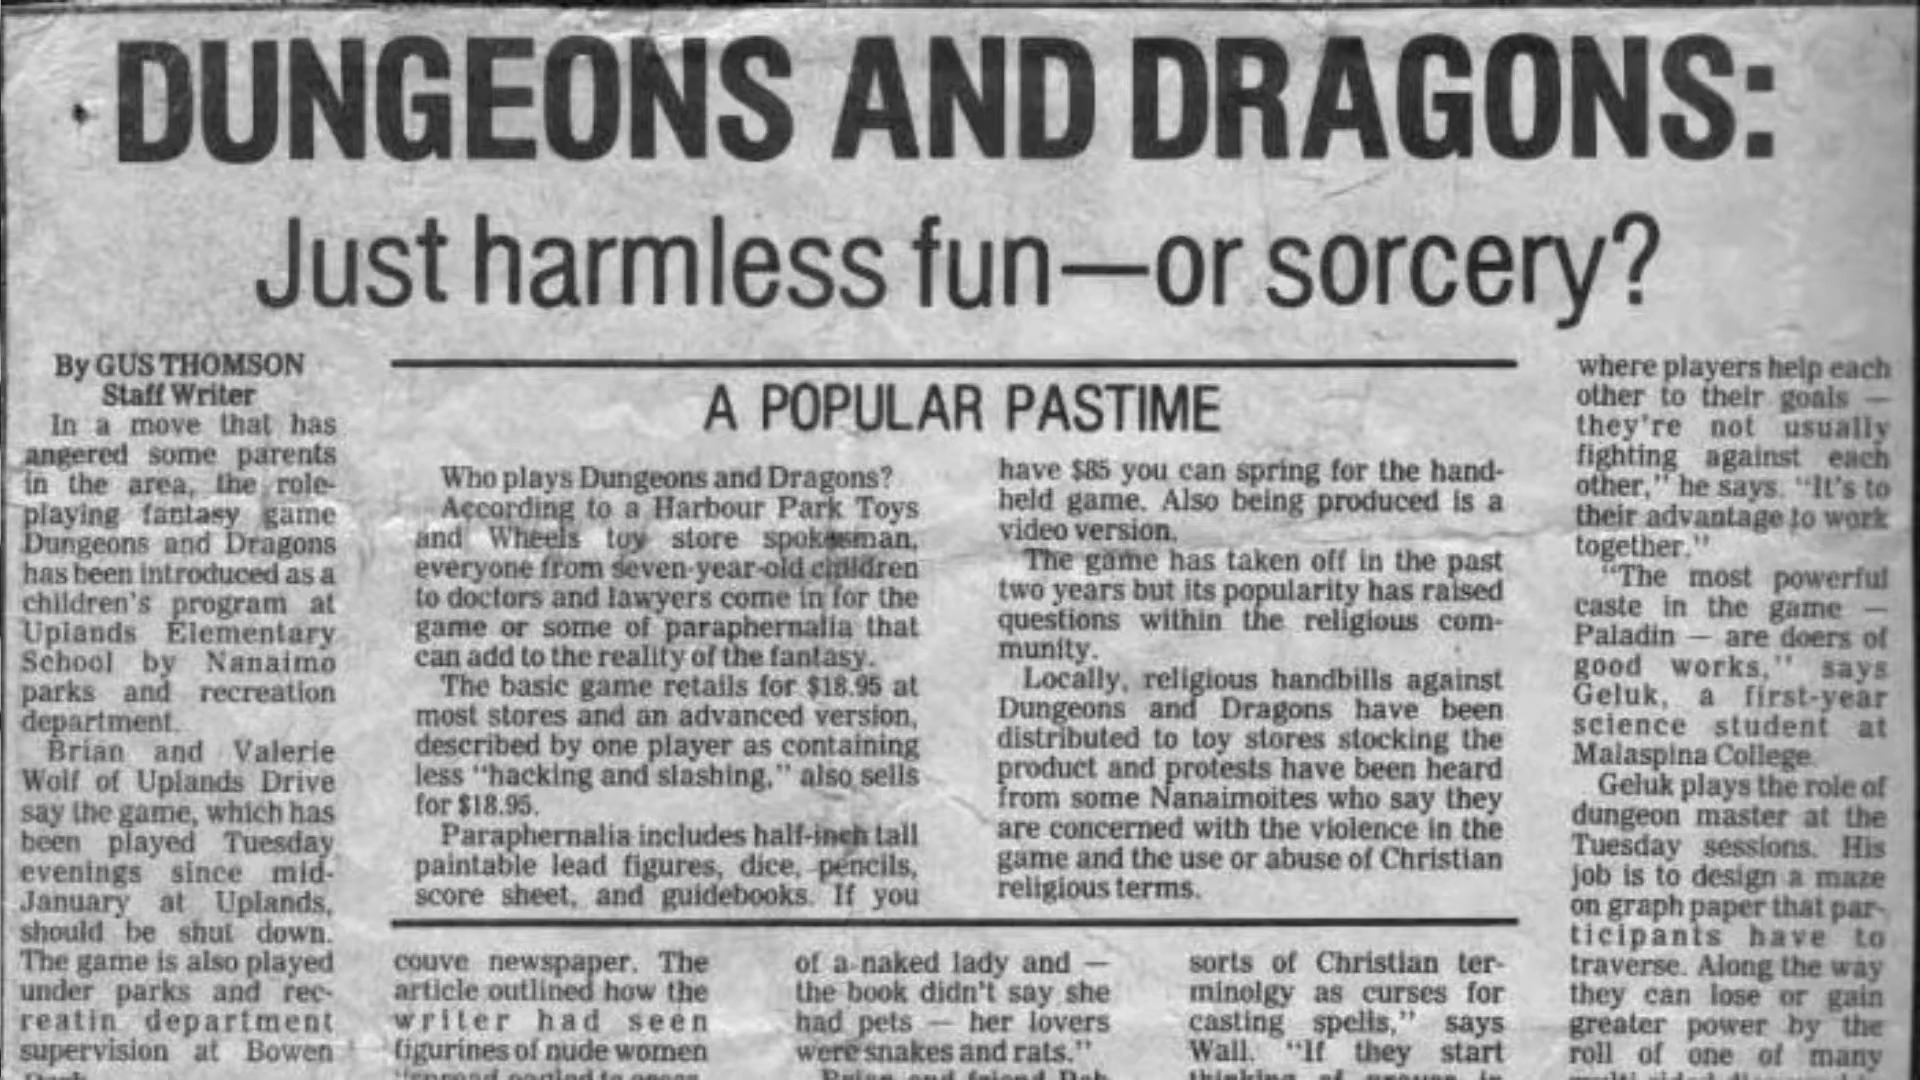 DUNGEONS AND DRAGONS:
Just harmless fun—or sorcery?
By GUS THOMSON
Staff Writer
In a move that has
angered some parents
in the area, the role-
playing fantasy game
Dungeons and Dragons
has been introduced as a
children's program at
Uplands Elementary
School by Nanaimo
parks and recreation
department.
Brian and Valerie
Wolf of Uplands Drive
say the game, which has
been played Tuesday
evenings since mid-
January at Uplands,
should be shut down.
The game is also played
under parks and rec-
reatin department
supervision at Bowen
A POPULAR PASTIME
Who plays Dungeons and Dragons?
According to a Harbour Park Toys
and Wheels toy store spokesman,
everyone from seven-year-old children
to doctors and lawyers come in for the
game or some of paraphernalia that
can add to the reality of the fantasy.
The basic game retails for $18.95 at
most stores and an advanced version,
described by one player as containing
less "hacking and slashing," also sells
for $18.95.
Paraphernalia includes half-inch tall
paintable lead figures, dice, pencils,
score sheet, and guidebooks. If you
have $85 you can spring for the hand-
held game. Also being produced is a
video version.
The game has taken off in the past
two years but its popularity has raised
questions within the religious com-
munity.
Locally, religious handbills against
Dungeons and Dragons have been
distributed to toy stores stocking the
product and protests have been heard
from some Nanaimoites who say they
are concerned with the violence in the
game and the use or abuse of Christian
religious terms.
couve newspaper. The
article outlined how the
writer had seen
figurines of nude women
of a naked lady and —
the book didn't say she
had pets — her lovers
were snakes and rats."
sorts of Christian ter-
minolgy as curses for
casting spells," says
Wall. "If they start
where players help each
other to their goals —
they're not usually
fighting against each
other," he says. "It's to
their advantage to work
together."
"The most powerful
caste in the game —
Paladin — are doers of
good works," says
Geluk, a first-year
science student at
Malaspina College.
Geluk plays the role of
dungeon master at the
Tuesday sessions. His
job is to design a maze
on graph paper that par-
ticipants have to
traverse. Along the way
they can lose or gain
greater power by the
roll of one of many